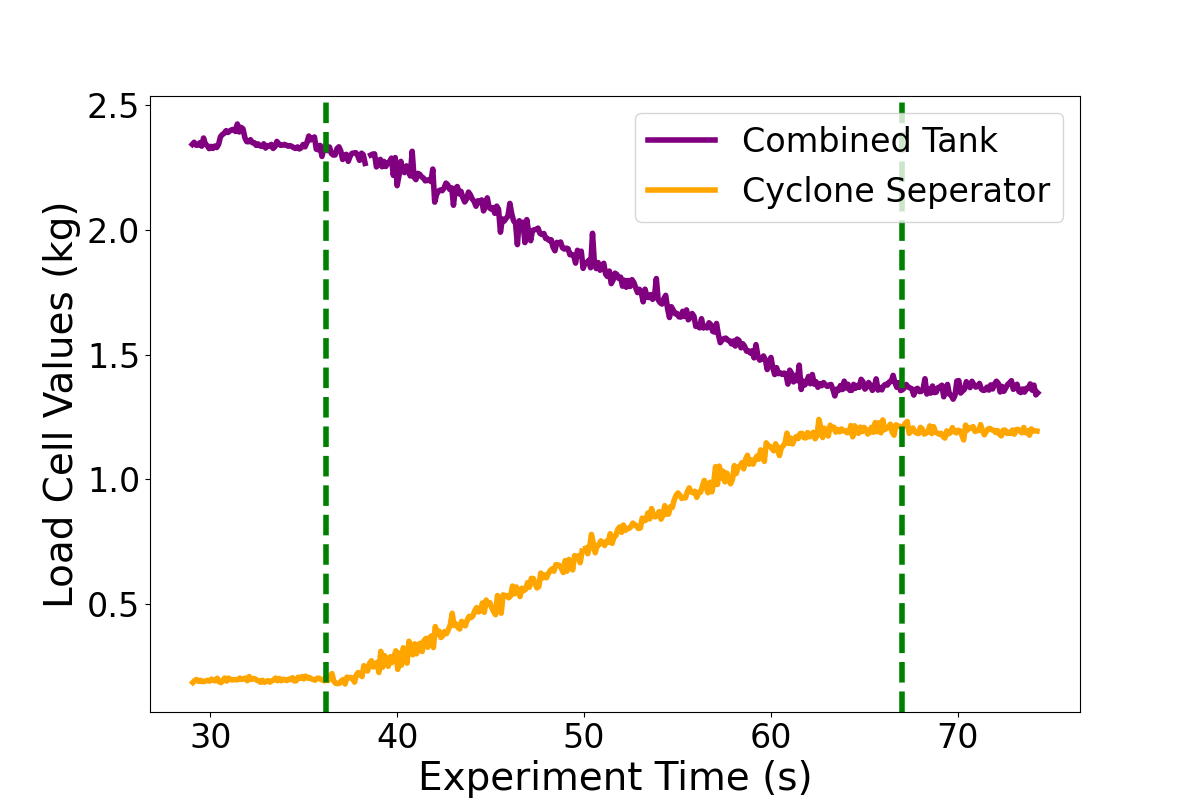 2.5
2.0
1.5
1.0
0.5
Load Cell Values (kg)
Combined Tank
Cyclone Seperator
30 40 50 60 70
Experiment Time (s)